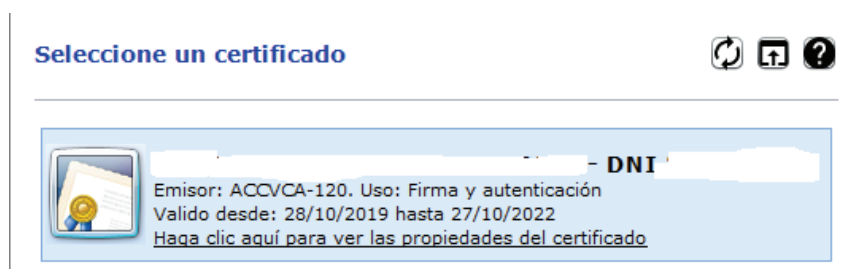 Seleccione un certificado
- DNI
Emisor: ACCVCA-120. Uso: Firma y autenticación
Valido desde: 28/10/2019 hasta 27/10/2022
Haga clic aquí para ver las propiedades del certificado